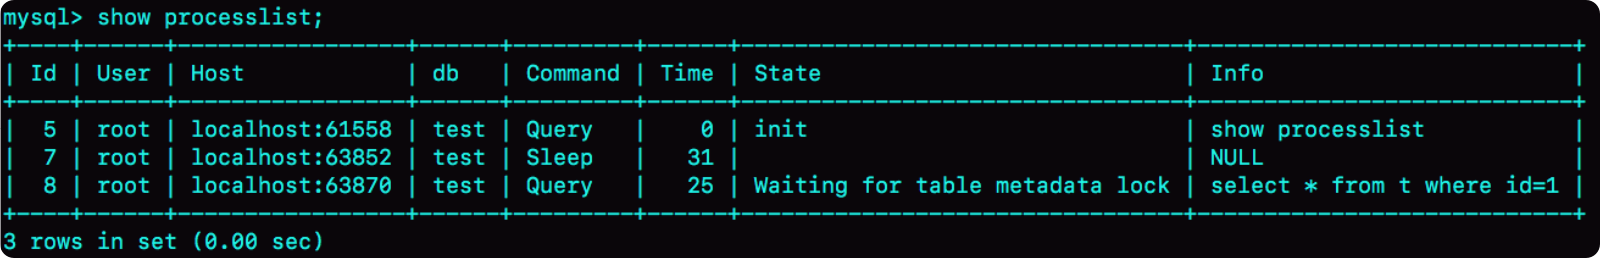 mysql> show processlist;
+----+------+-----------------+------+---------+------+---------------------------------+----------------------------+
| Id | User | Host            | db   | Command | Time | State                           | Info                       |
+----+------+-----------------+------+---------+------+---------------------------------+----------------------------+
|  5 | root | localhost:61558 | test | Query   |    0 | init                            | show processlist           |
|  7 | root | localhost:63852 | test | Sleep   |   31 |                                 | NULL                       |
|  8 | root | localhost:63870 | test | Query   |   25 | Waiting for table metadata lock | select * from t where id=1 |
+----+------+-----------------+------+---------+------+---------------------------------+----------------------------+
3 rows in set (0.00 sec)